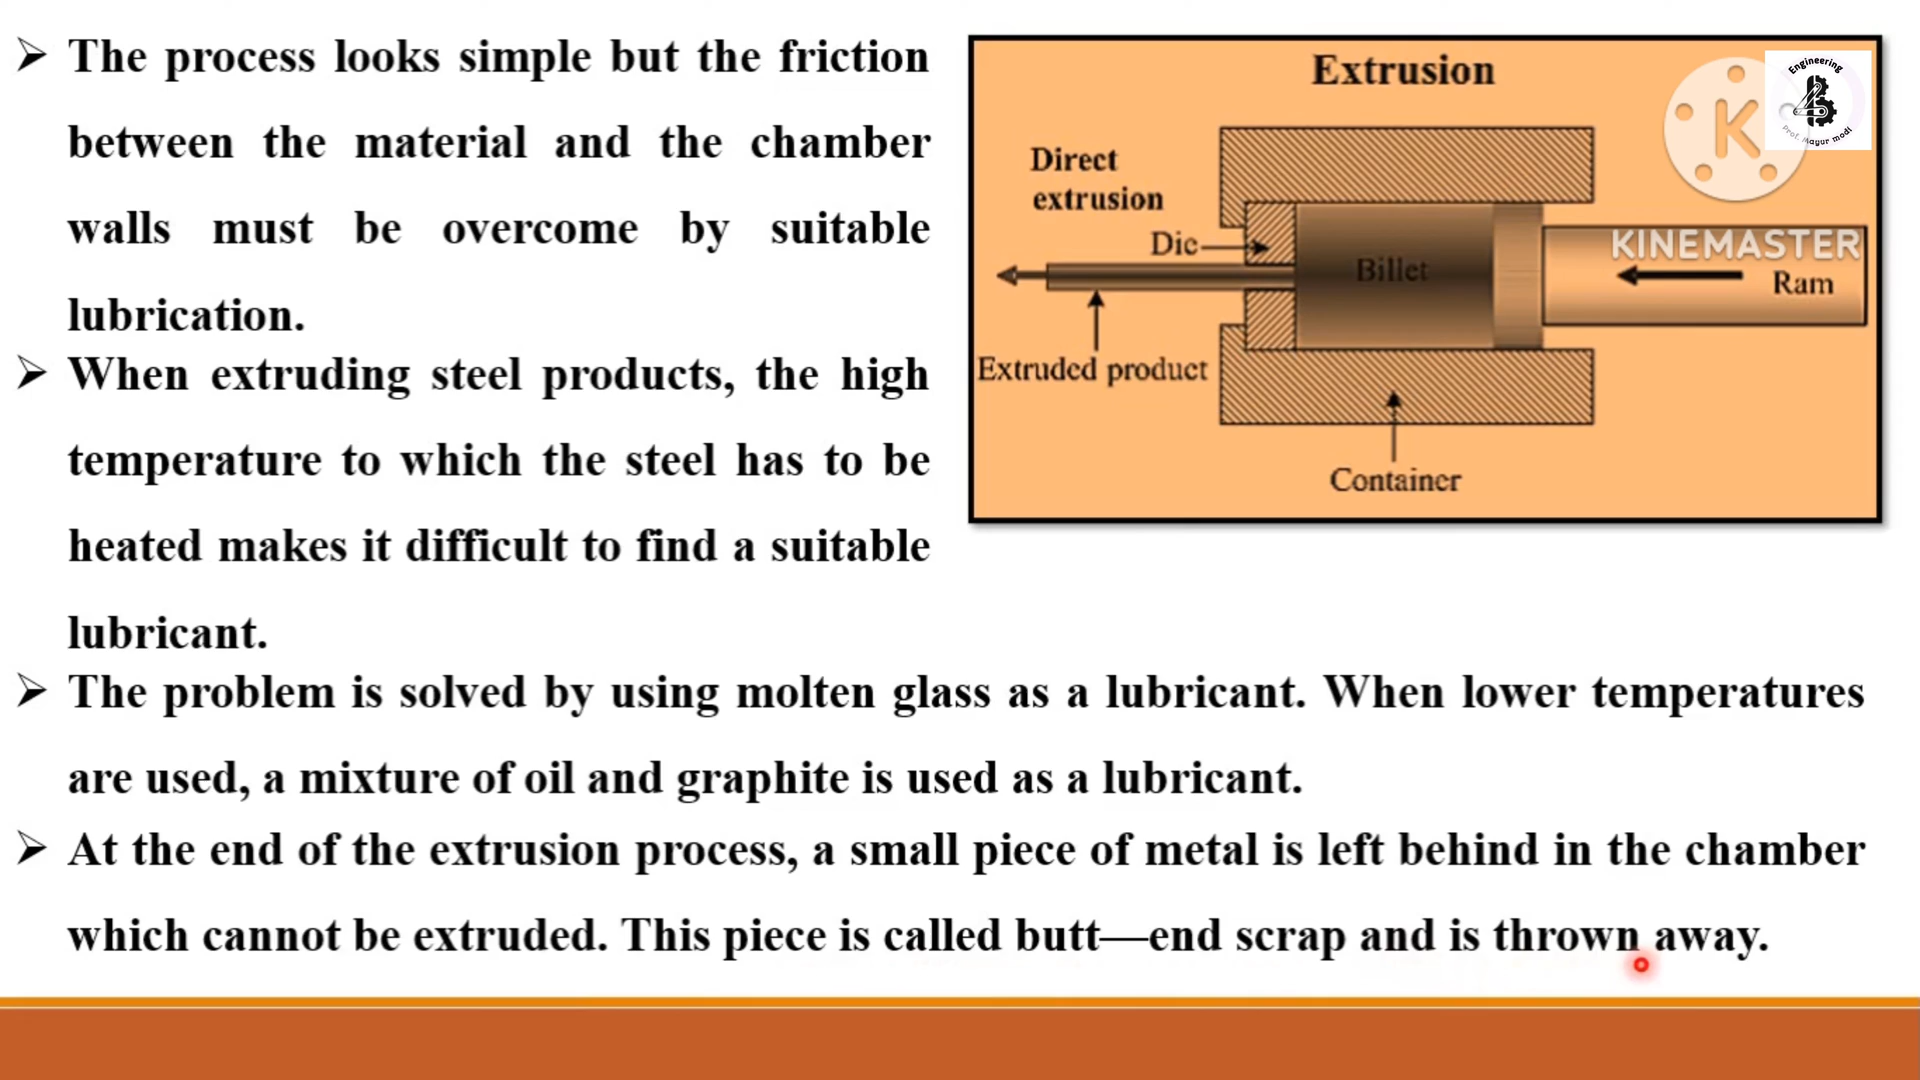 ➢ The process looks simple but the friction
between the material and the chamber
walls must be overcome by suitable
lubrication.
➢ When extruding steel products, the high
temperature to which the steel has to be
heated makes it difficult to find a suitable
lubricant.
➢ The problem is solved by using molten glass as a lubricant. When lower temperatures
are used, a mixture of oil and graphite is used as a lubricant.
➢ At the end of the extrusion process, a small piece of metal is left behind in the chamber
which cannot be extruded. This piece is called butt—end scrap and is thrown away.
Extrusion
Direct
extrusion
Die
Billet
Ram
Extruded product
Container
K
KINEMASTER
Engineering
Prof. Mayur modi